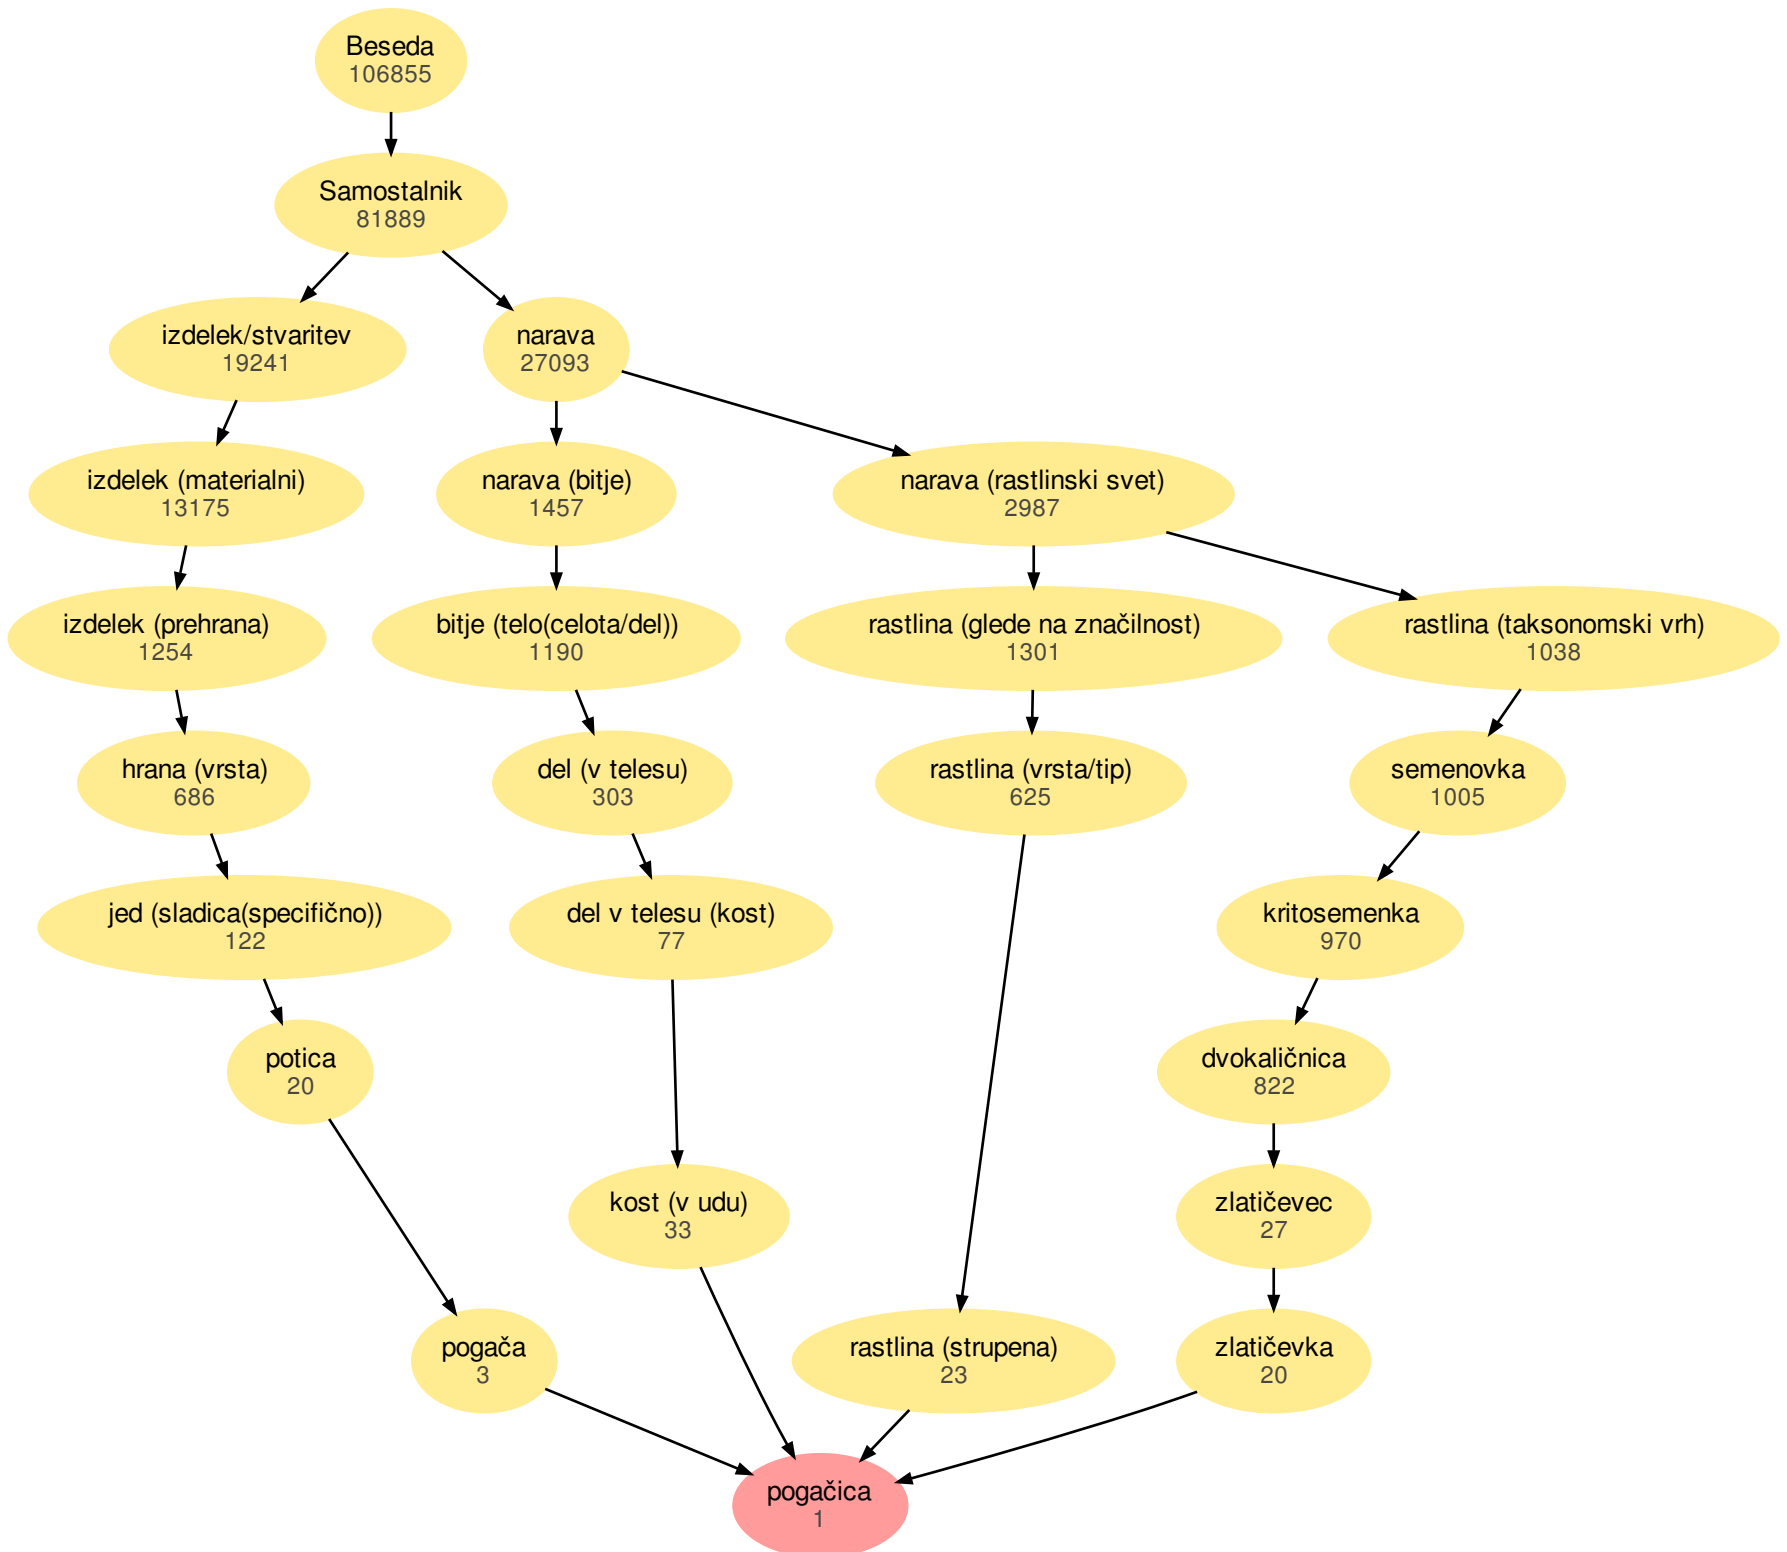 Beseda
106855
Samostalnik
81889
izdelek/stvaritev
19241
narava
27093
izdelek (materialni)
13175
narava (bitje)
1457
narava (rastlinski svet)
2987
izdelek (prehrana)
1254
bitje (telo(celota/del))
1190
rastlina (glede na značilnost)
1301
rastlina (taksonomski vrh)
1038
hrana (vrsta)
686
del (v telesu)
303
rastlina (vrsta/tip)
625
semenovka
1005
jed (sladica(specifično))
122
del v telesu (kost)
77
kritosemenka
970
potica
20
dvokaličnica
822
kost (v udu)
33
zlatičevec
27
pogača
3
rastlina (strupena)
23
zlatičevka
20
pogačica
1